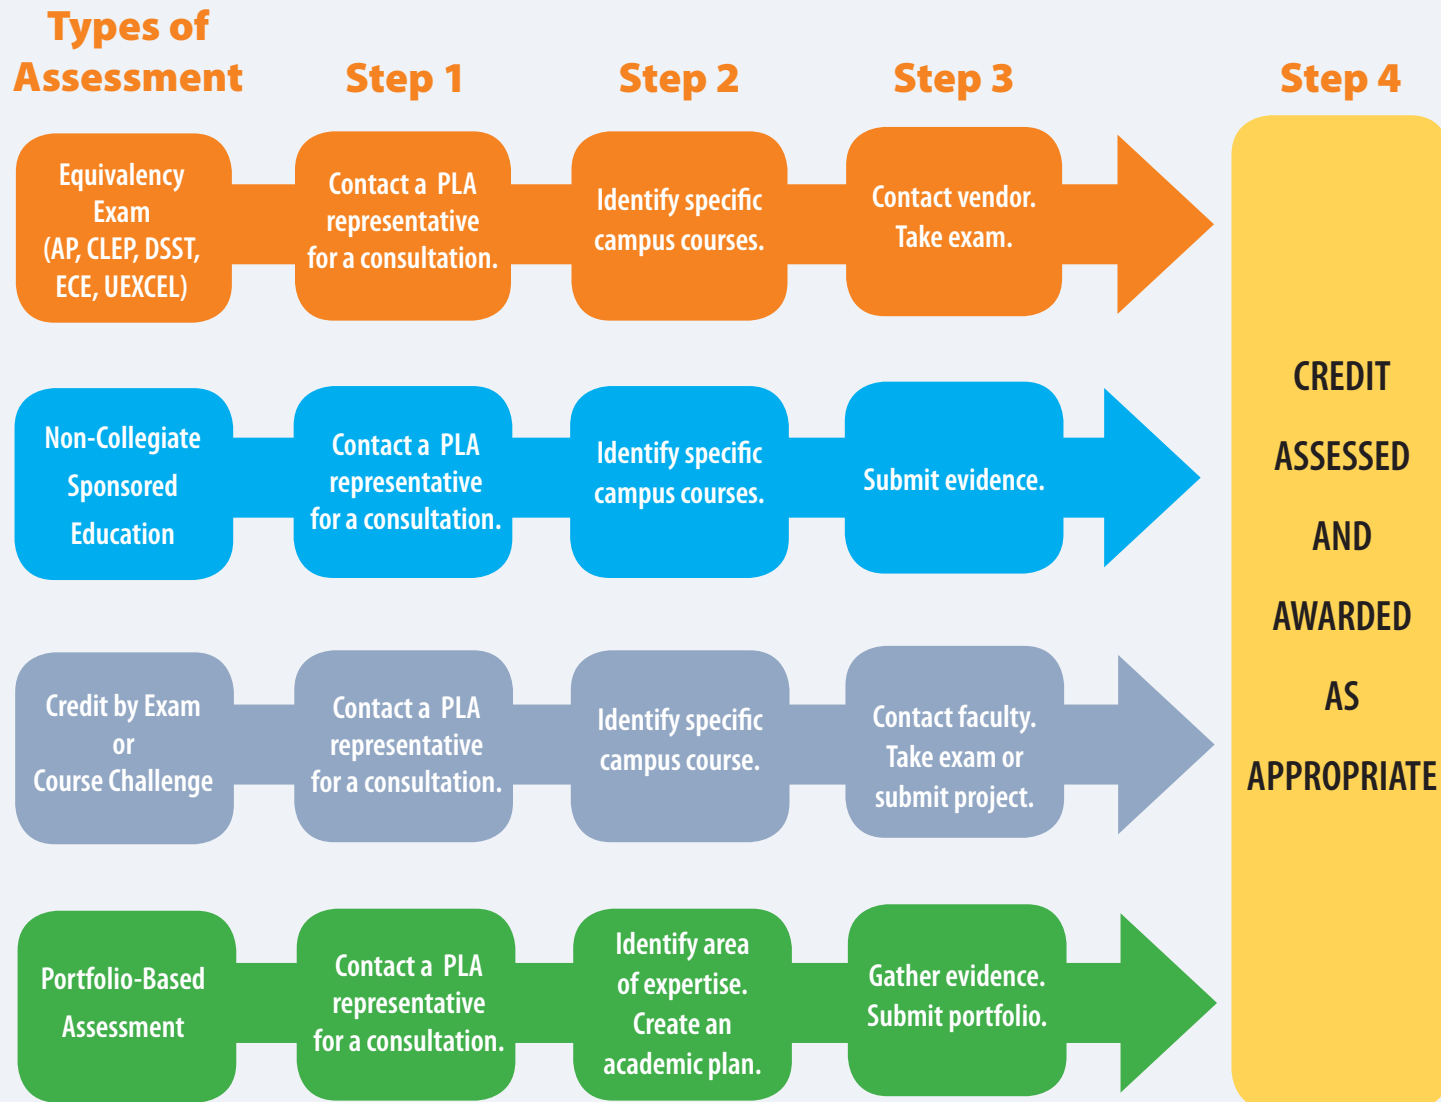 Types of
Assessment
Step 1
Step 2
Step 3
Step 4
Equivalency
Exam
(AP, CLEP, DSST,
ECE, UEXCEL)
Contact a PLA
representative
for a consultation.
Identify specific
campus courses.
Contact vendor.
Take exam.
Non-Collegiate
Sponsored
Education
Contact a PLA
representative
for a consultation.
Identify specific
campus courses.
Submit evidence.
Credit by Exam
or
Course Challenge
Contact a PLA
representative
for a consultation.
Identify specific
campus course.
Contact faculty.
Take exam or
submit project.
Portfolio-Based
Assessment
Contact a PLA
representative
for a consultation.
Identify area
of expertise.
Create an
academic plan.
Gather evidence.
Submit portfolio.
CREDIT
ASSESSED
AND
AWARDED
AS
APPROPRIATE